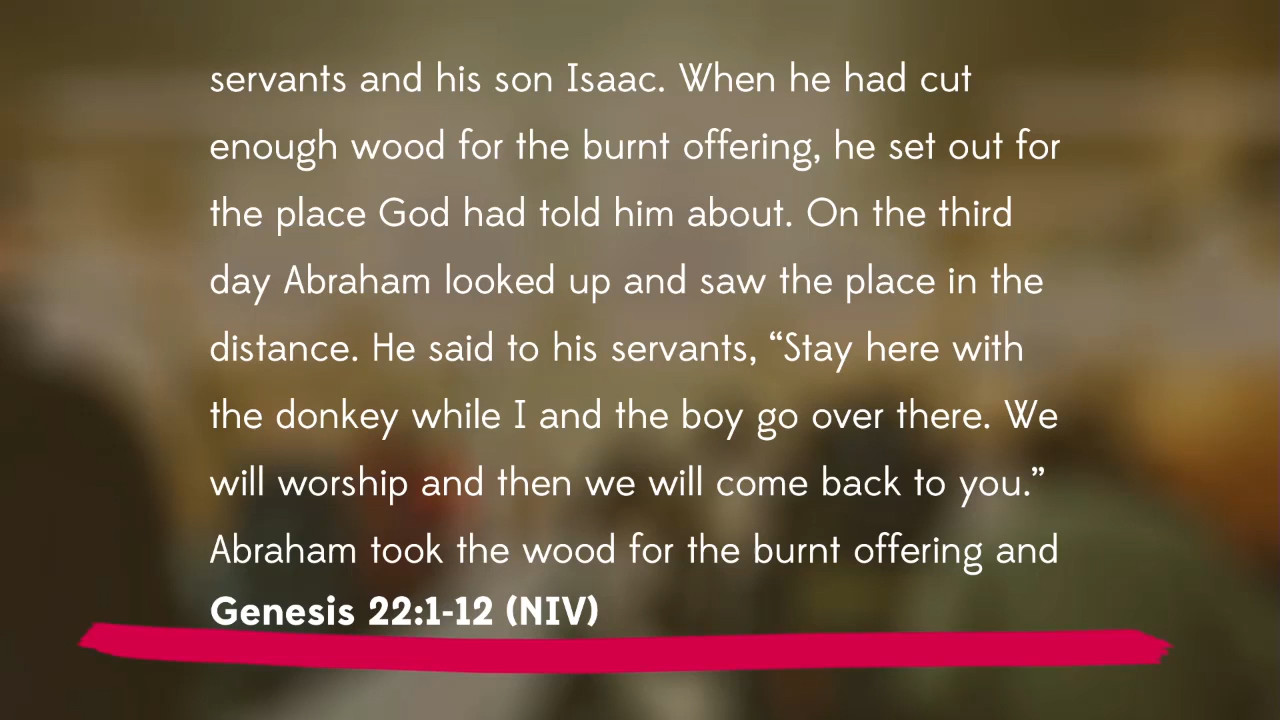 servants and his son Isaac. When he had cut
enough wood for the burnt offering, he set out for
the place God had told him about. On the third
day Abraham looked up and saw the place in the
distance. He said to his servants, “Stay here with
the donkey while I and the boy go over there. We
will worship and then we will come back to you.”
Abraham took the wood for the burnt offering and
Genesis 22:1-12 (NIV)